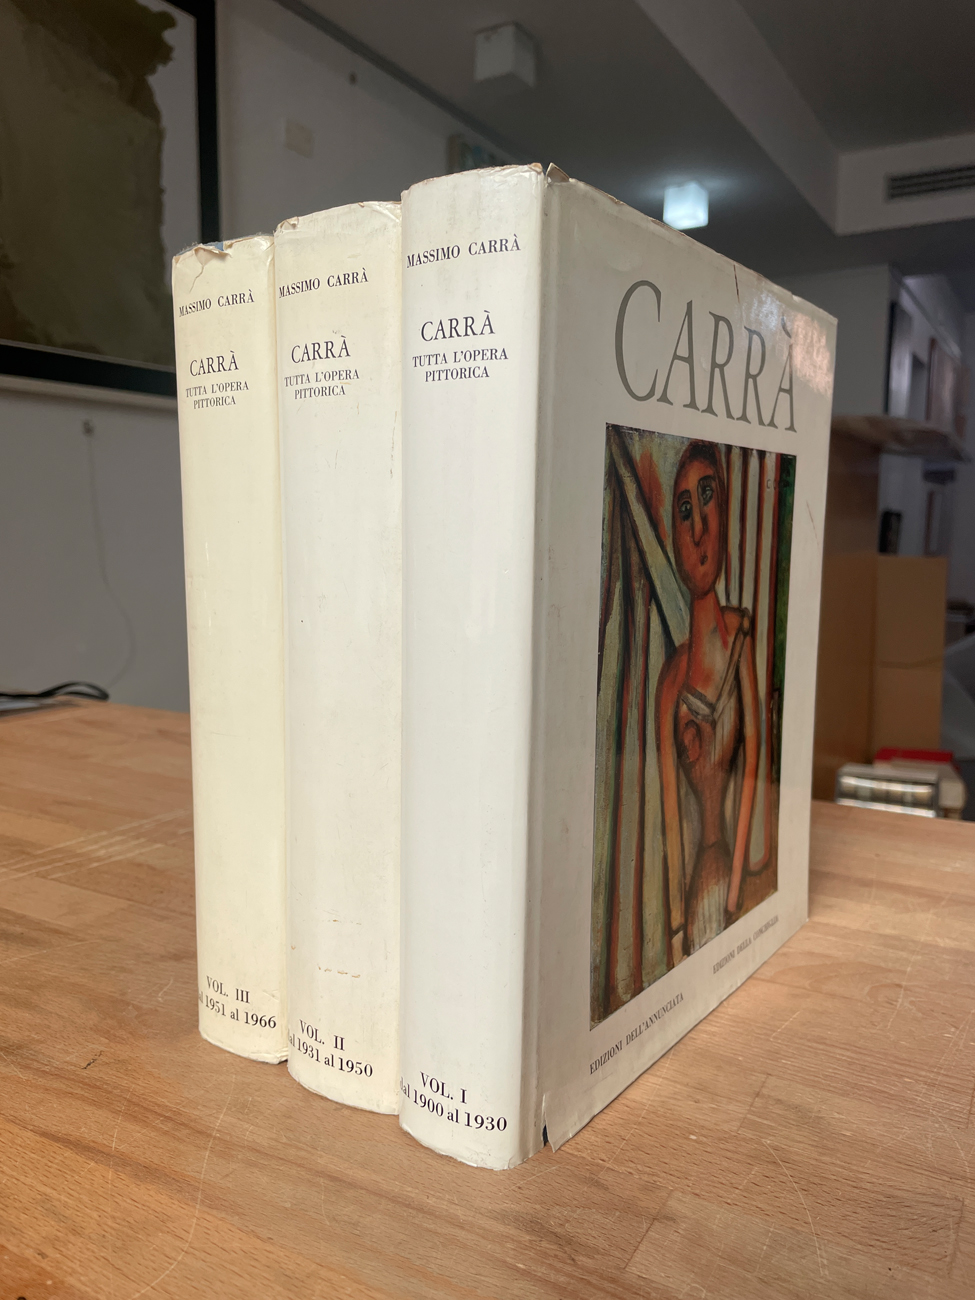 MASSIMO CARRÀ
CARRÀ
TUTTA L'OPERA
PITTORICA
VOL. III
1951 al 1966
MASSIMO CARRÀ
CARRÀ
TUTTA L'OPERA
PITTORICA
VOL. II
1931 al 1950
MASSIMO CARRÀ
CARRÀ
TUTTA L'OPERA
PITTORICA
VOL. I
dal 1900 al 1930
CARRÀ
EDIZIONI DELL'ANNUNCIATA
EDIZIONI DELLA CONCHIGLIA